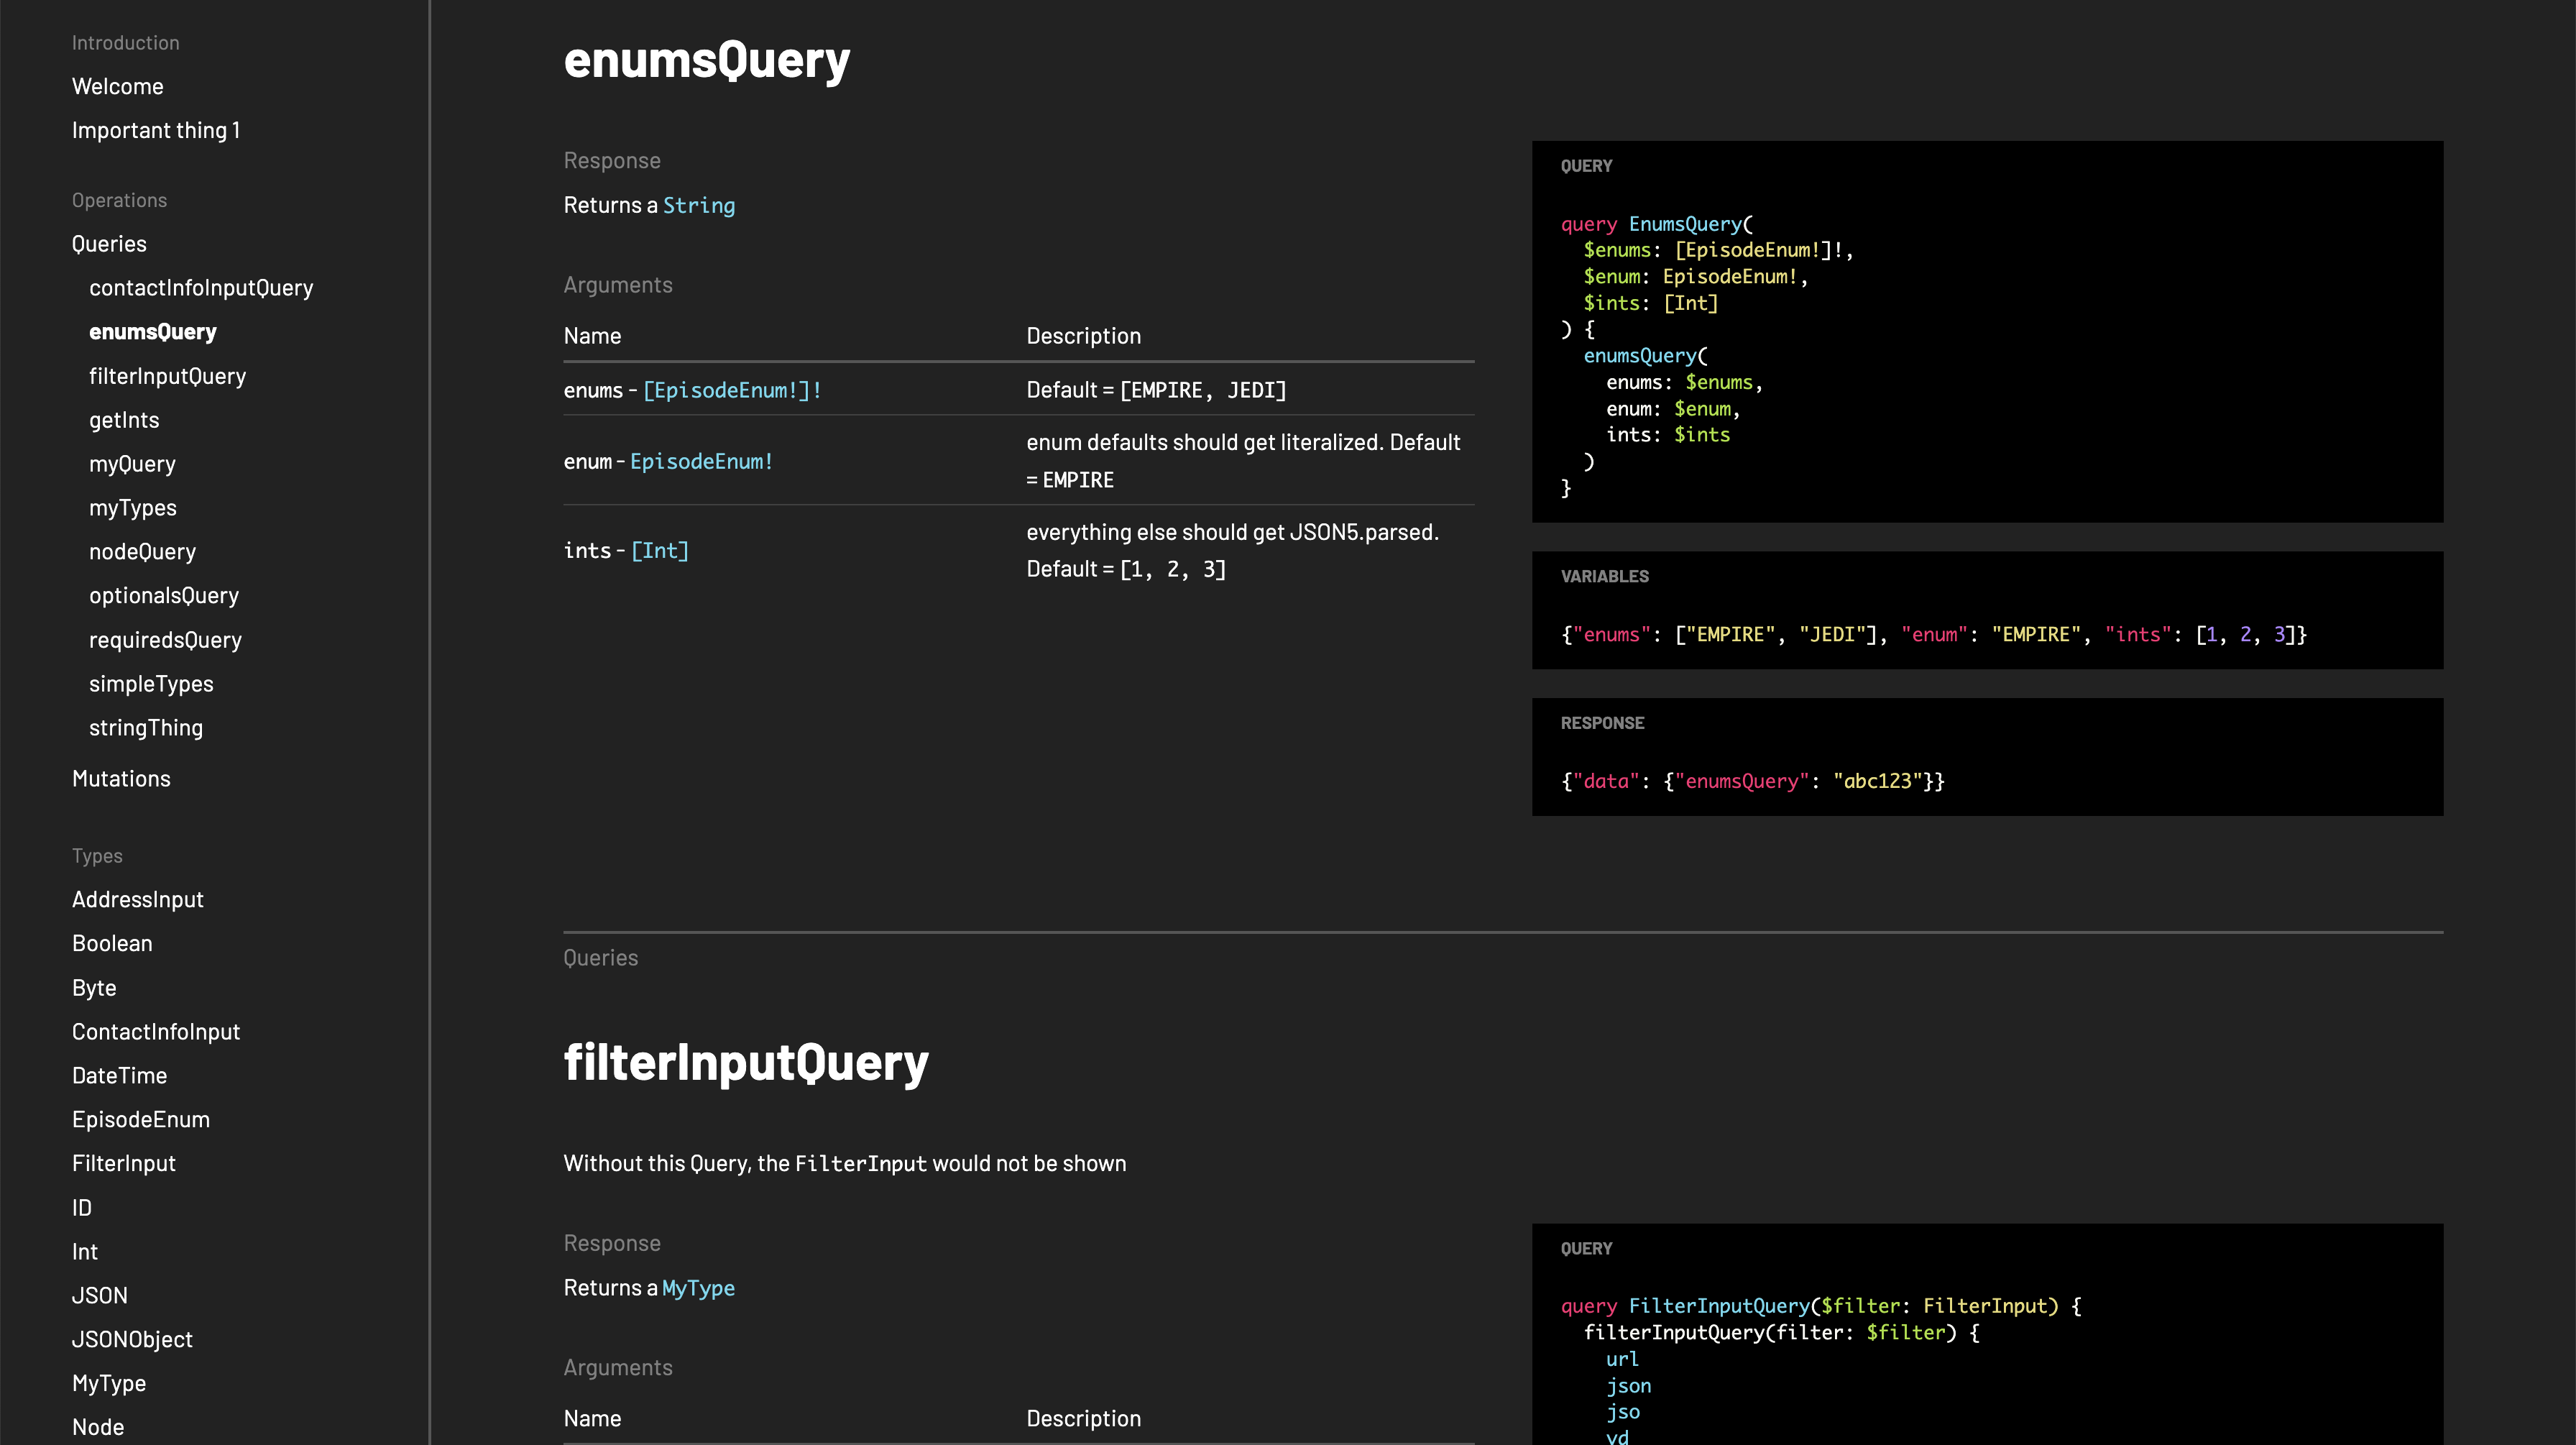 Introduction
Welcome
Important thing 1
Operations
Queries
contactInfoInputQuery
enumsQuery
filterInputQuery
getInts
myQuery
myTypes
nodeQuery
optionalsQuery
requiredsQuery
simpleTypes
stringThing
Mutations
Types
AddressInput
Boolean
Byte
ContactInfoInput
DateTime
EpisodeEnum
FilterInput
ID
Int
JSON
JSONObject
MyType
Node
enumsQuery
Response
Returns a String
Arguments
Name Description
enums - [EpisodeEnum!]! Default = [EMPIRE, JEDI]
enum - EpisodeEnum! enum defaults should get literalized. Default
= EMPIRE
ints - [Int] everything else should get JSON5.parsed.
Default = [1, 2, 3]
QUERY
query EnumsQuery(
$enums: [EpisodeEnum!]!,
$enum: EpisodeEnum!,
$ints: [Int]
) {
enumsQuery(
enums: $enums,
enum: $enum,
ints: $ints
)
}
VARIABLES
{"enums": ["EMPIRE", "JEDI"], "enum": "EMPIRE", "ints": [1, 2, 3]}
RESPONSE
{"data": {"enumsQuery": "abc123"}}
Queries
filterInputQuery
Without this Query, the FilterInput would not be shown
Response
Returns a MyType
Arguments
Name Description
QUERY
query FilterInputQuery($filter: FilterInput) {
filterInputQuery(filter: $filter) {
url
json
jso